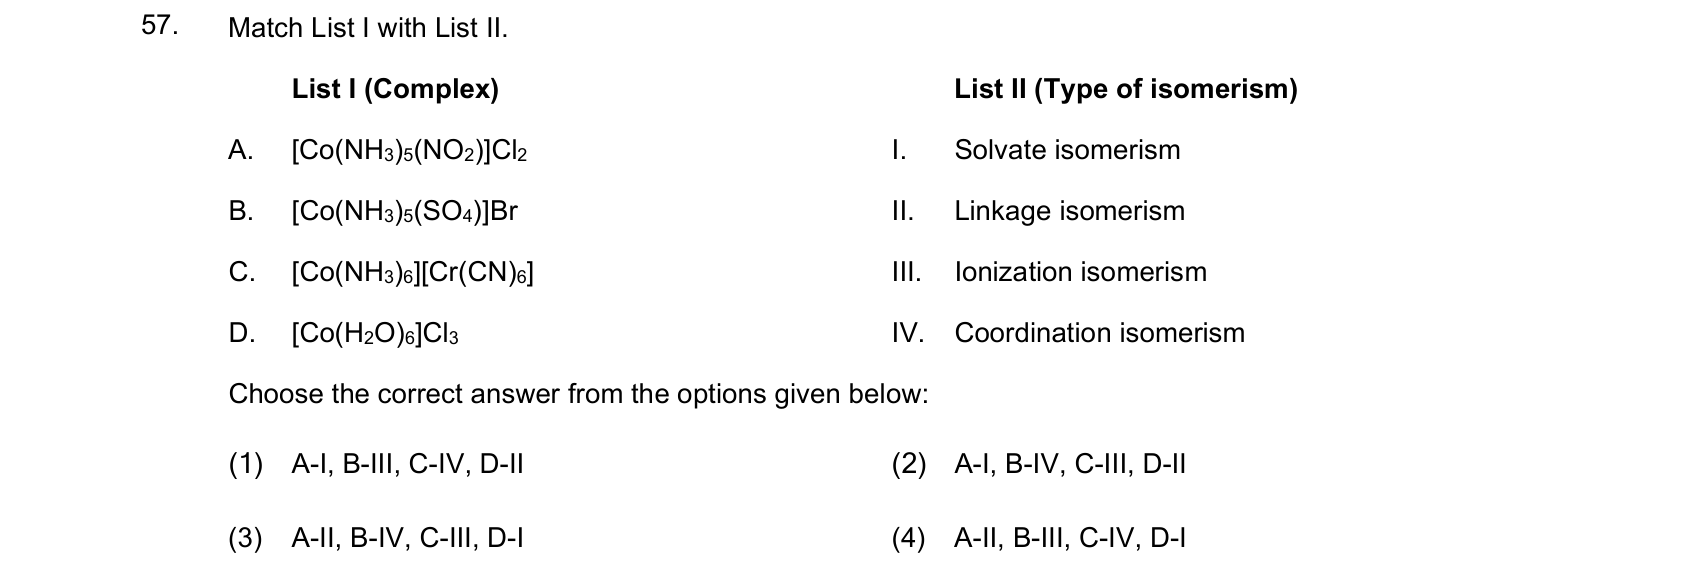 57. Match List I with List II.
List I (Complex) List II (Type of isomerism)
A. [Co(NH₃)₅(NO₂)]Cl₂ I. Solvate isomerism
B. [Co(NH₃)₅(SO₄)]Br II. Linkage isomerism
C. [Co(NH₃)₆][Cr(CN)₆] III. Ionization isomerism
D. [Co(H₂O)₆]Cl₃ IV. Coordination isomerism
Choose the correct answer from the options given below:
(1) A-I, B-III, C-IV, D-II (2) A-I, B-IV, C-III, D-II
(3) A-II, B-IV, C-III, D-I (4) A-II, B-III, C-IV, D-I